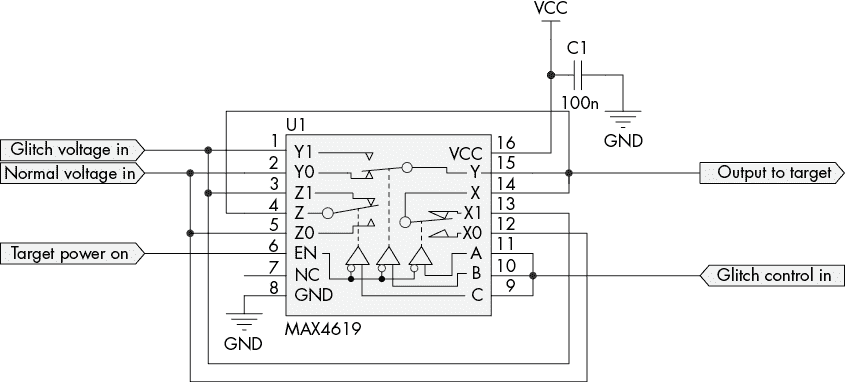 VCC
C1
100n
GND
U1
Glitch voltage in
Normal voltage in
Target power on
1
2
3
4
5
6
7
8
Y1
Y0
Z1
Z
Z0
EN
NC
GND
VCC
Y
X
X1
X0
A
B
C
16
15
14
13
12
11
10
9
Output to target
Glitch control in
GND
MAX4619